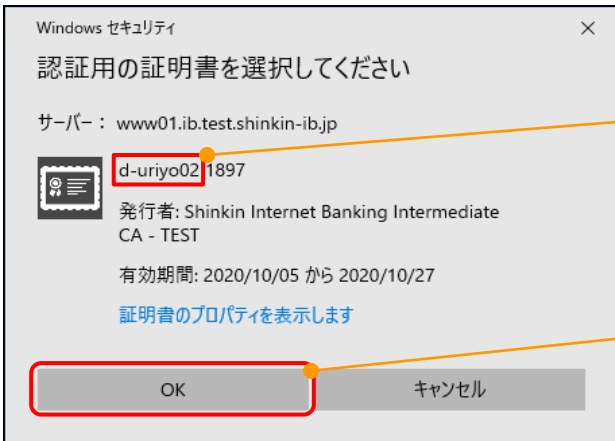 Windows セキュリティ
認証用の証明書を選択してください
サーバー： www01.ib.test.shinkin-ib.jp
d-uriyo02 1897
発行者: Shinkin Internet Banking Intermediate
CA - TEST
有効期間: 2020/10/05 から 2020/10/27
証明書のプロパティを表示します
OK
キャンセル